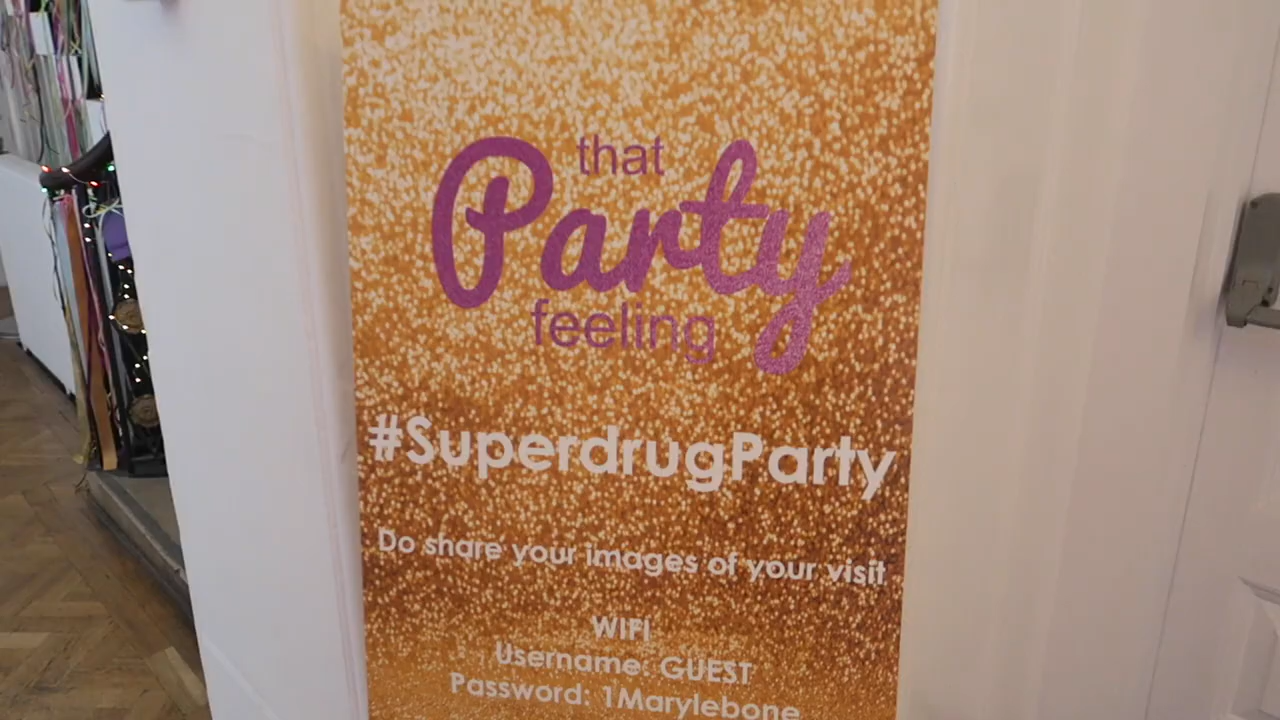 that
Party
feeling
#SuperdrugParty
Do share your images of your visit
WIFI
Username: GUEST
Password: 1Marylebone